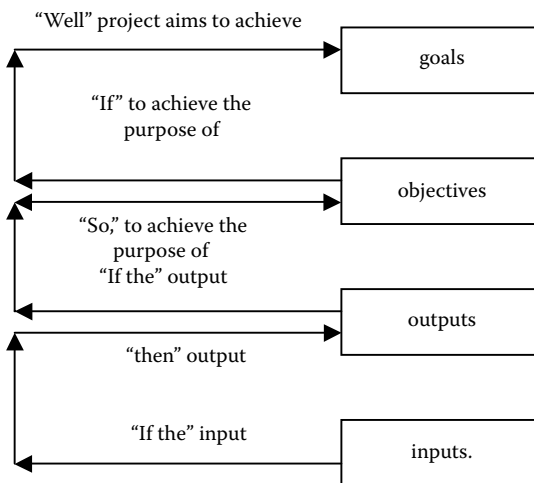 “Well” project aims to achieve
goals
“If” to achieve the
purpose of
objectives
“So,” to achieve the
purpose of
“If the” output
outputs
“then” output
“If the” input
inputs.